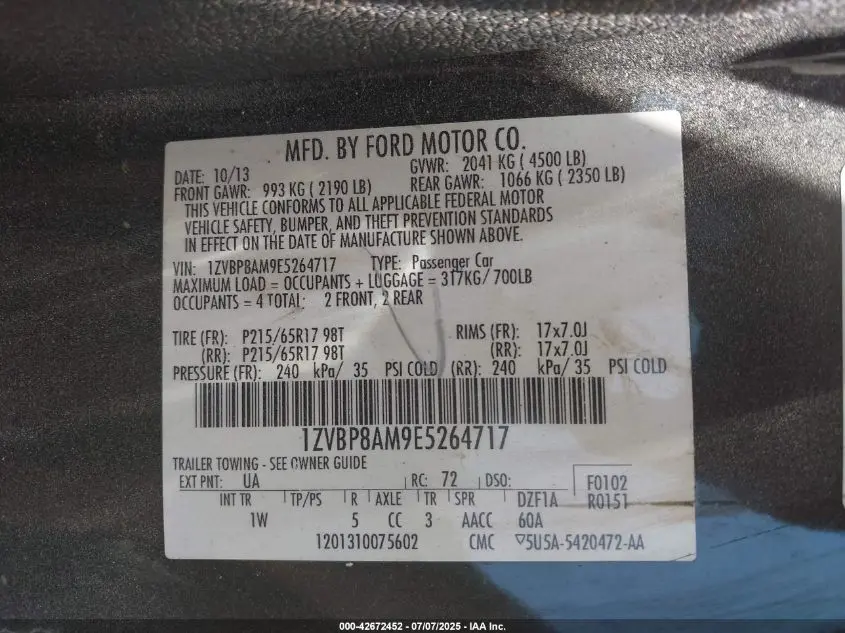 MFD. BY FORD MOTOR CO.
DATE: 10/13 GVWR: 2041 KG ( 4500 LB)
FRONT GAWR: 993 KG ( 2190 LB) REAR GAWR: 1066 KG ( 2350 LB)
THIS VEHICLE CONFORMS TO ALL APPLICABLE FEDERAL MOTOR
VEHICLE SAFETY, BUMPER, AND THEFT PREVENTION STANDARDS
IN EFFECT ON THE DATE OF MANUFACTURE SHOWN ABOVE.
VIN: 1ZVBP8AM9E5264717 TYPE: Passenger Car
MAXIMUM LOAD = OCCUPANTS + LUGGAGE = 317KG/ 700LB
OCCUPANTS = 4 TOTAL: 2 FRONT, 2 REAR
TIRE (FR): P215/65R17 98T RIMS (FR): 17x7.0J
(RR): P215/65R17 98T (RR): 17x7.0J
PRESSURE (FR): 240 kPa/ 35 PSI COLD (RR): 240 kPa/ 35 PSI COLD
1ZVBP8AM9E5264717
TRAILER TOWING - SEE OWNER GUIDE
EXT PNT: UA RC: 72 DSO: F0102
INT TR TP/PS R AXLE TR SPR DZF1A R0151
1W 5 CC 3 AACC 60A
1201310075602 CMC ▽5U5A-5420472-AA
000-42672452 - 07/07/2025 - IAA Inc.